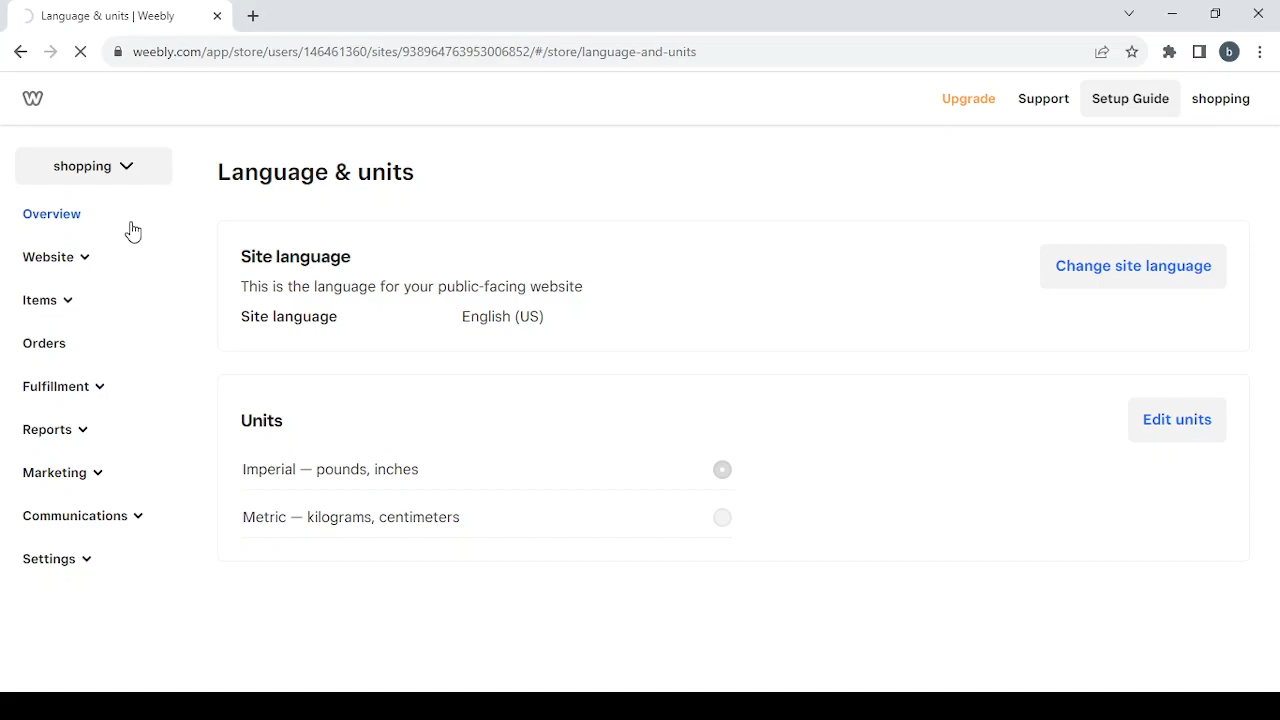 Language & units | Weebly
weebly.com/app/store/users/146461360/sites/938964763953006852/#/store/language-and-units
b
W
Upgrade
Support
Setup Guide
shopping
shopping
Overview
Website
Items
Orders
Fulfillment
Reports
Marketing
Communications
Settings
Language & units
Site language
Change site language
This is the language for your public-facing website
Site language English (US)
Units
Edit units
Imperial — pounds, inches
Metric — kilograms, centimeters